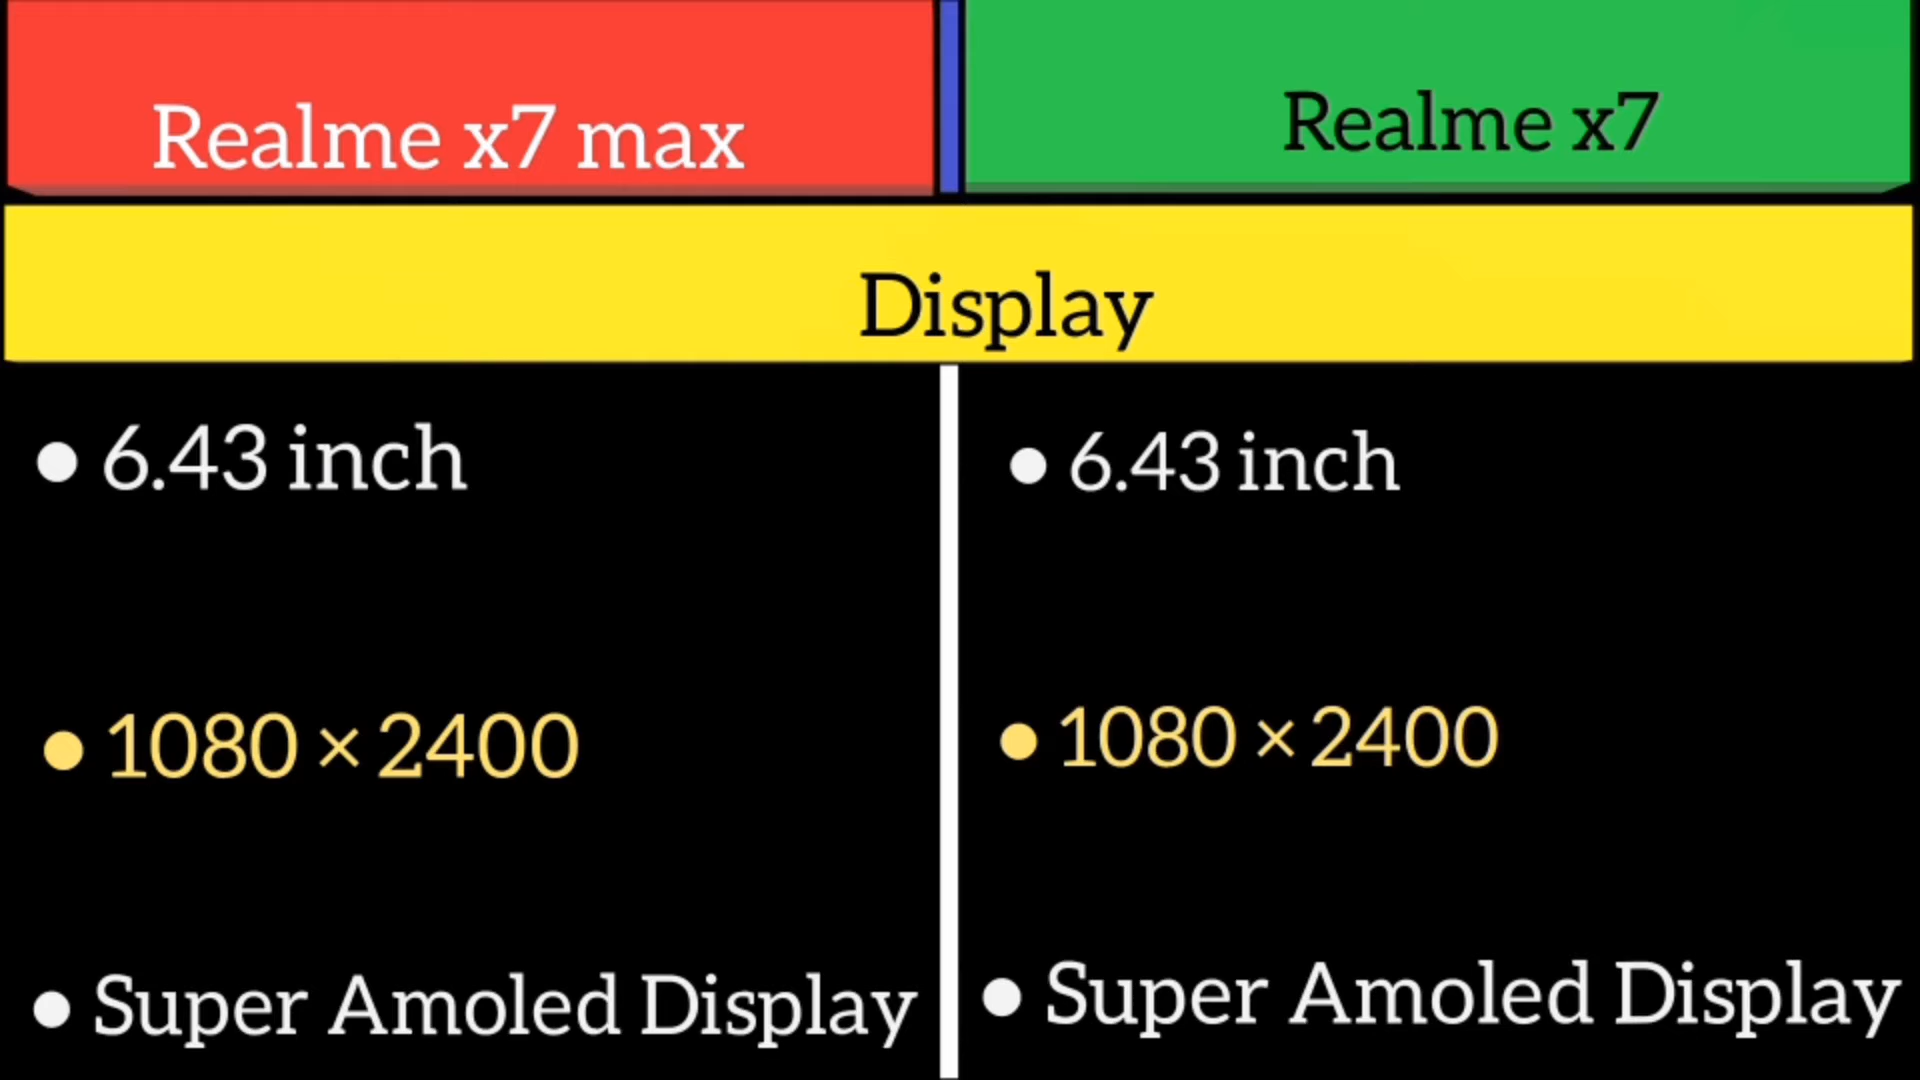 Realme x7 max
Realme x7
Display
• 6.43 inch
• 6.43 inch
• 1080 × 2400
• 1080 × 2400
• Super Amoled Display
• Super Amoled Display